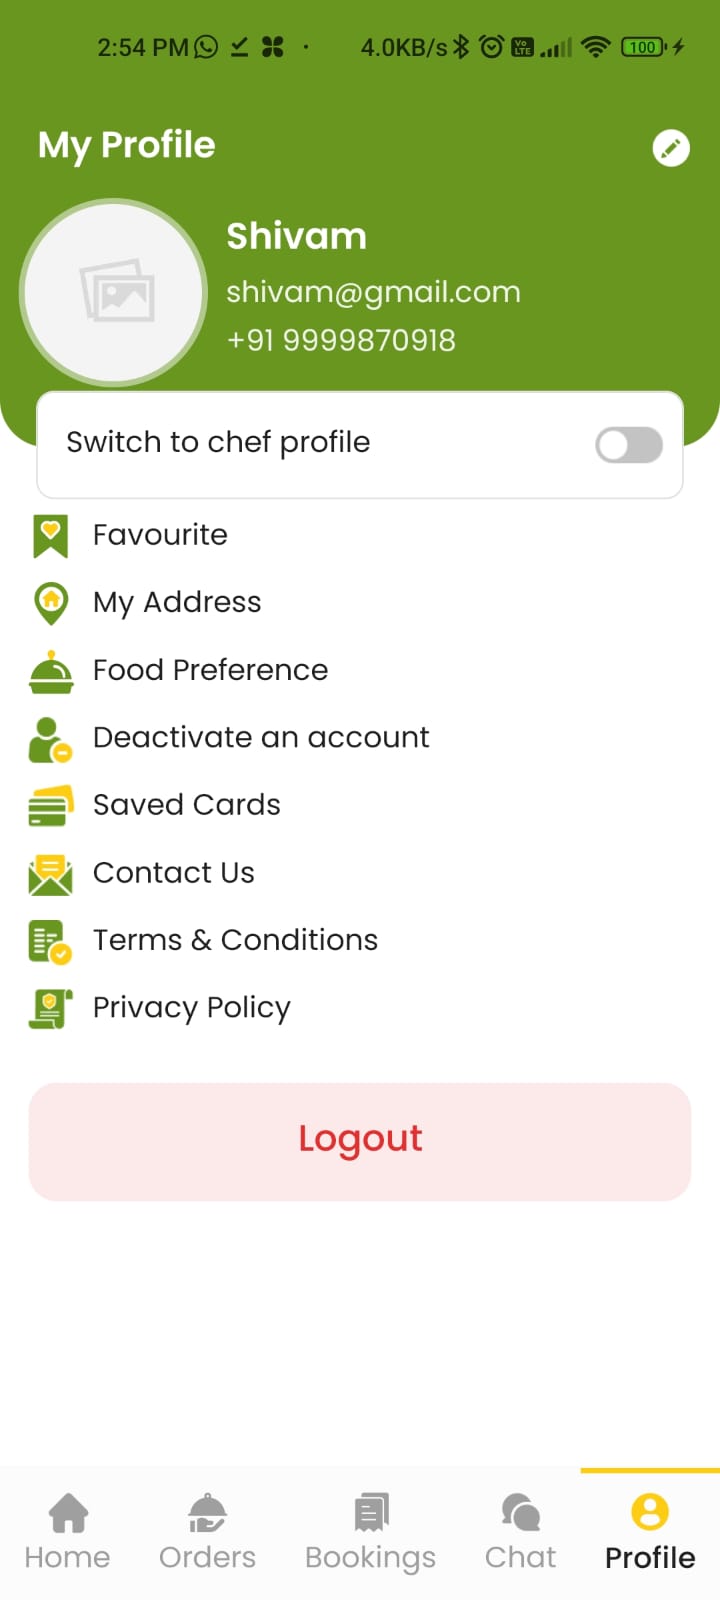 2:54 PM 4.0KB/s Vo LTE 100
My Profile
Shivam
shivam@gmail.com
+91 9999870918
Switch to chef profile
Favourite
My Address
Food Preference
Deactivate an account
Saved Cards
Contact Us
Terms & Conditions
Privacy Policy
Logout
Home Orders Bookings Chat Profile